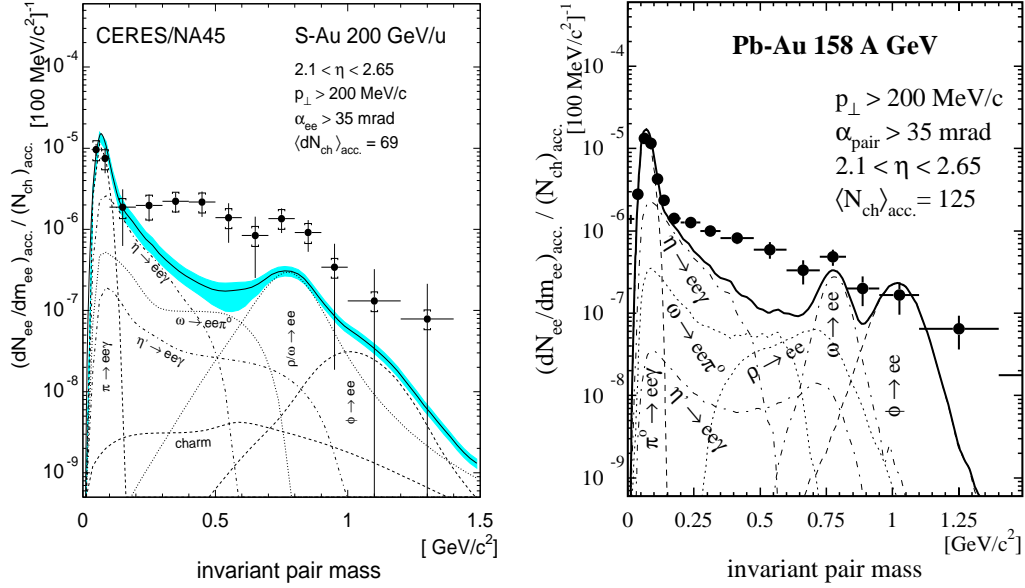 CERES/NA45 S-Au 200 GeV/u
2.1 < η < 2.65
p⊥ > 200 MeV/c
αee > 35 mrad
⟨dNch⟩acc. = 69
(dNee/dmee)acc. / (Nch)acc. [100 MeV/c²]⁻¹
10⁻⁴
10⁻⁵
10⁻⁶
10⁻⁷
10⁻⁸
10⁻⁹
π → eeγ
η → eeγ
ω → eeπ⁰
η' → eeγ
ρ/ω → ee
φ → ee
charm
0 0.5 1 1.5
[ GeV/c²]
invariant pair mass
Pb-Au 158 A GeV
p⊥ > 200 MeV/c
αpair > 35 mrad
2.1 < η < 2.65
⟨Nch⟩acc. = 125
(dNee/dmee)acc. / (Nch)acc. [100 MeV/c²]⁻¹
10⁻⁴
10⁻⁵
10⁻⁶
10⁻⁷
10⁻⁸
10⁻⁹
π⁰ → eeγ
η → eeγ
ω → eeπ⁰
η → eeγ
ρ → ee
ω → ee
φ → ee
0 0.25 0.5 0.75 1 1.25
[GeV/c²]
invariant pair mass